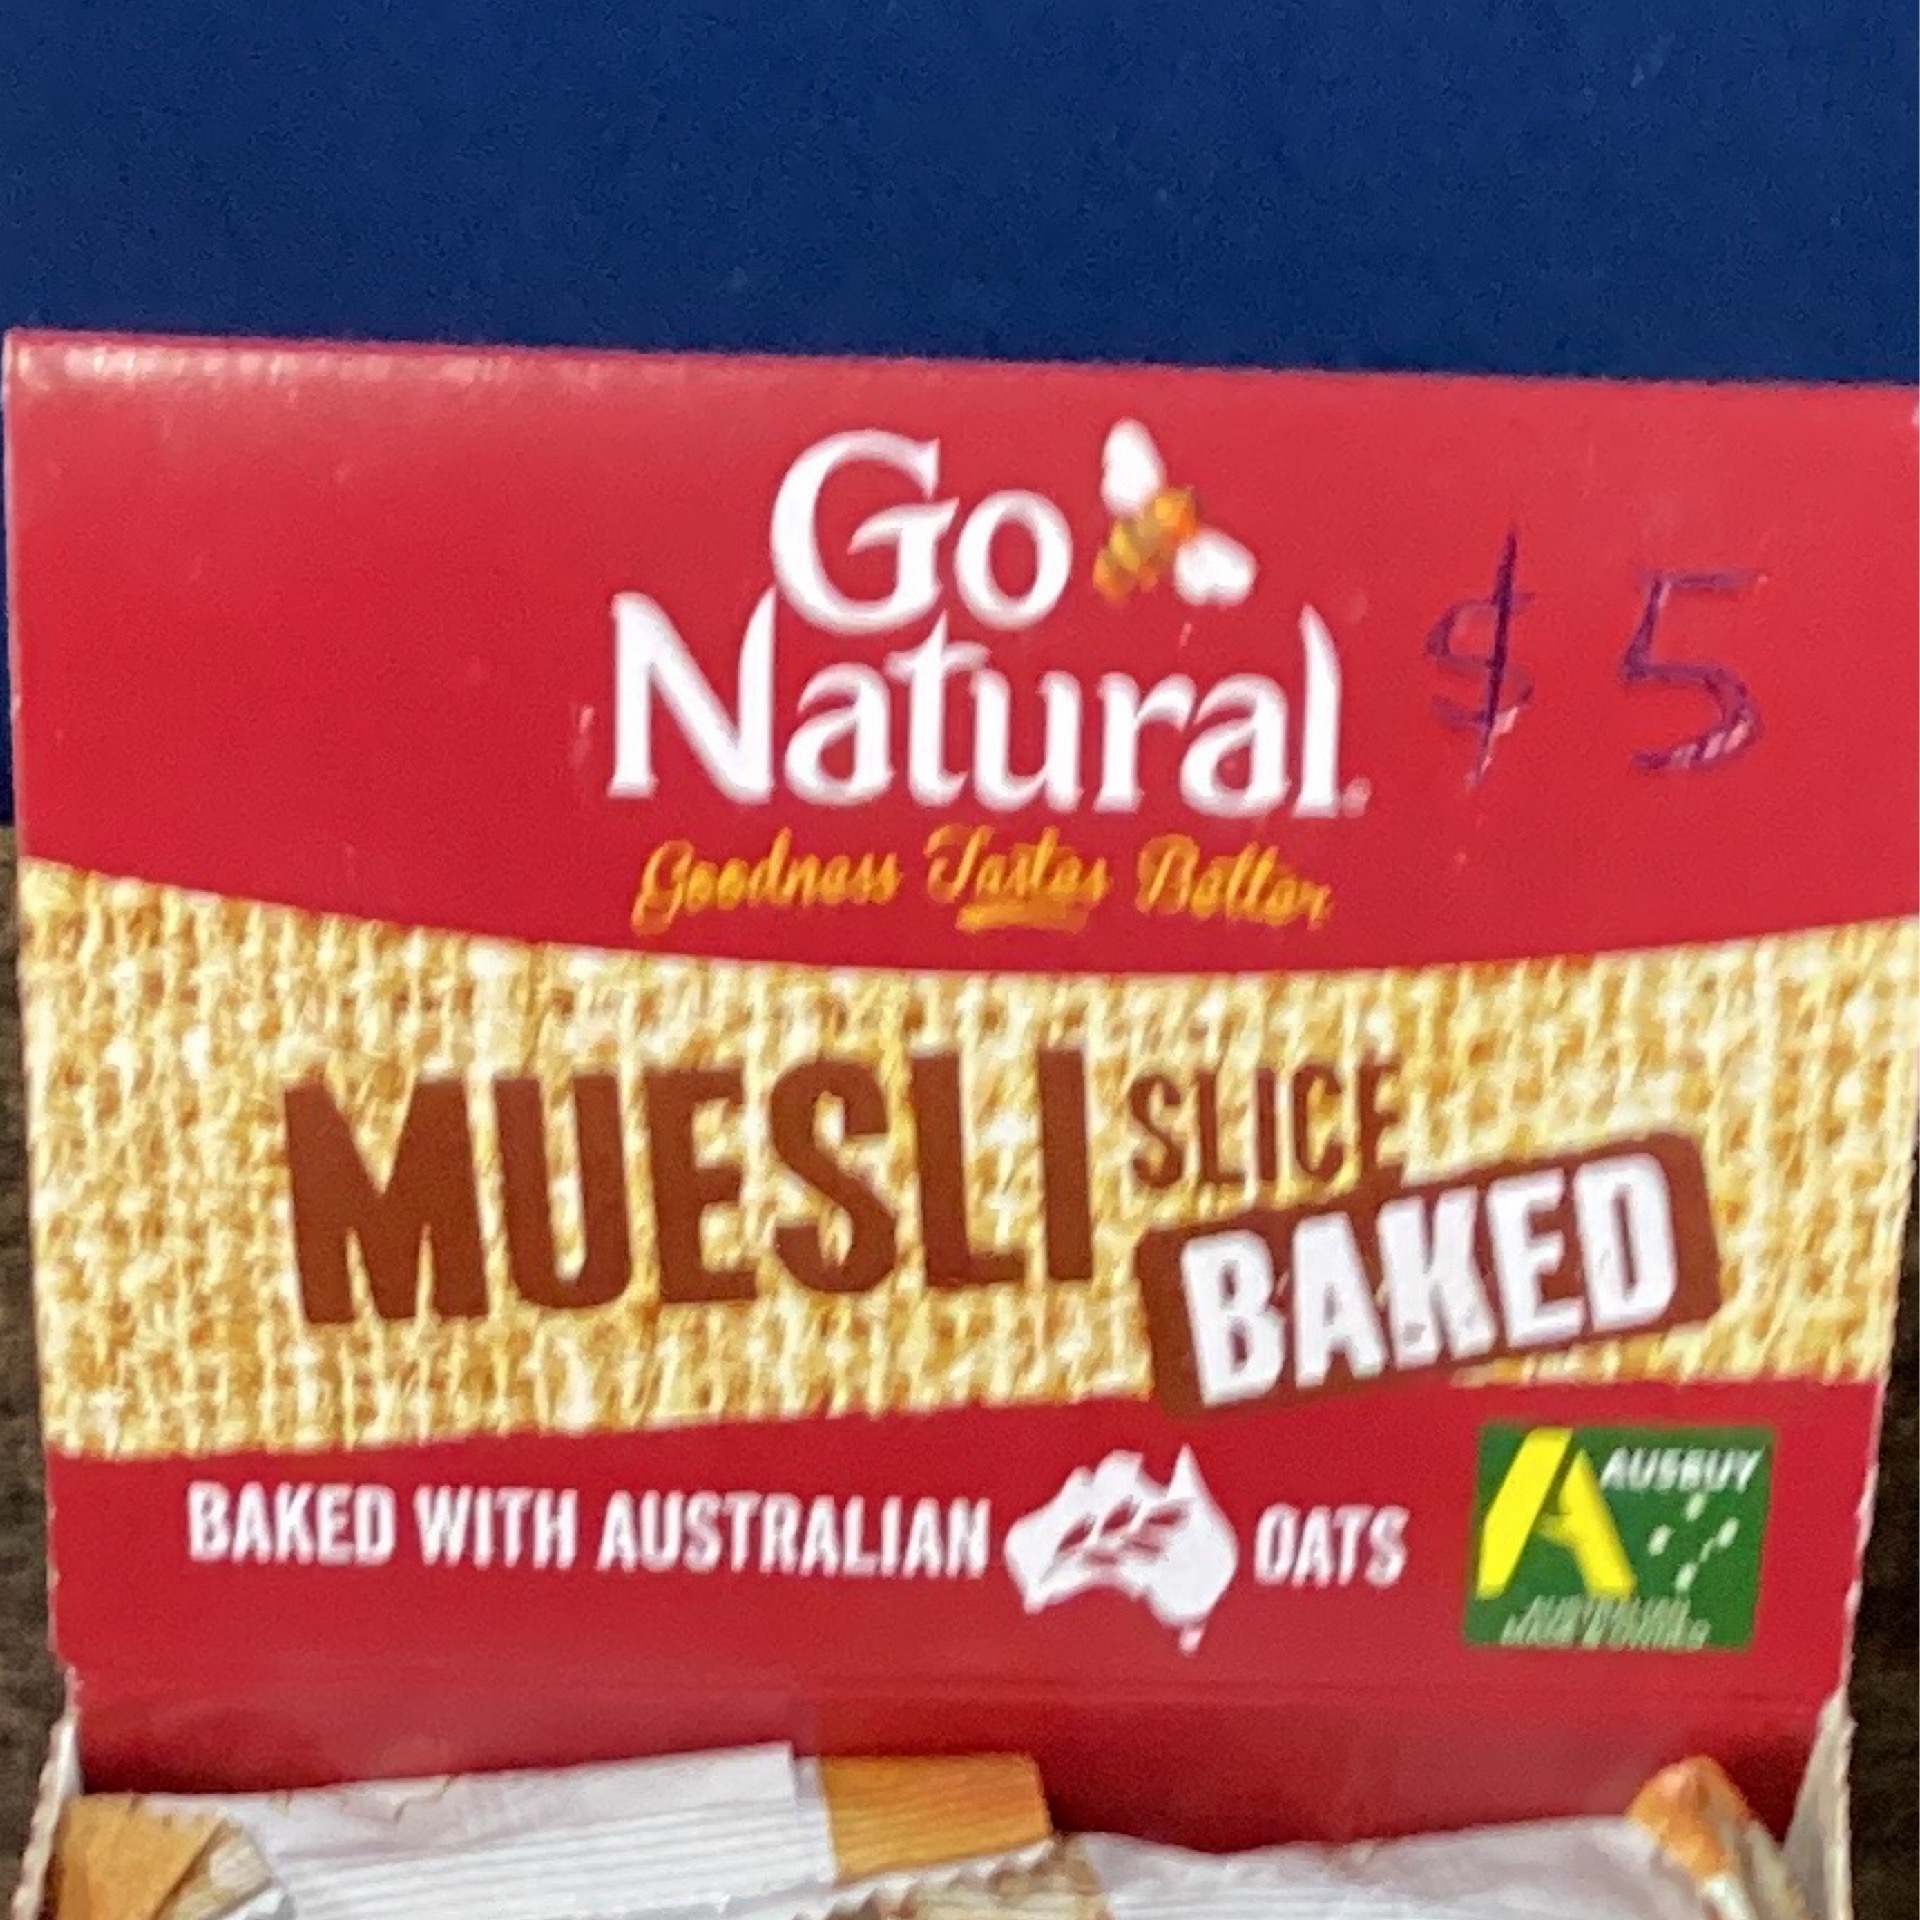 Go
Natural
$5
Goodness Tastes Better
MUESLI SLICE
BAKED
BAKED WITH AUSTRALIAN OATS
AUSBUY
A